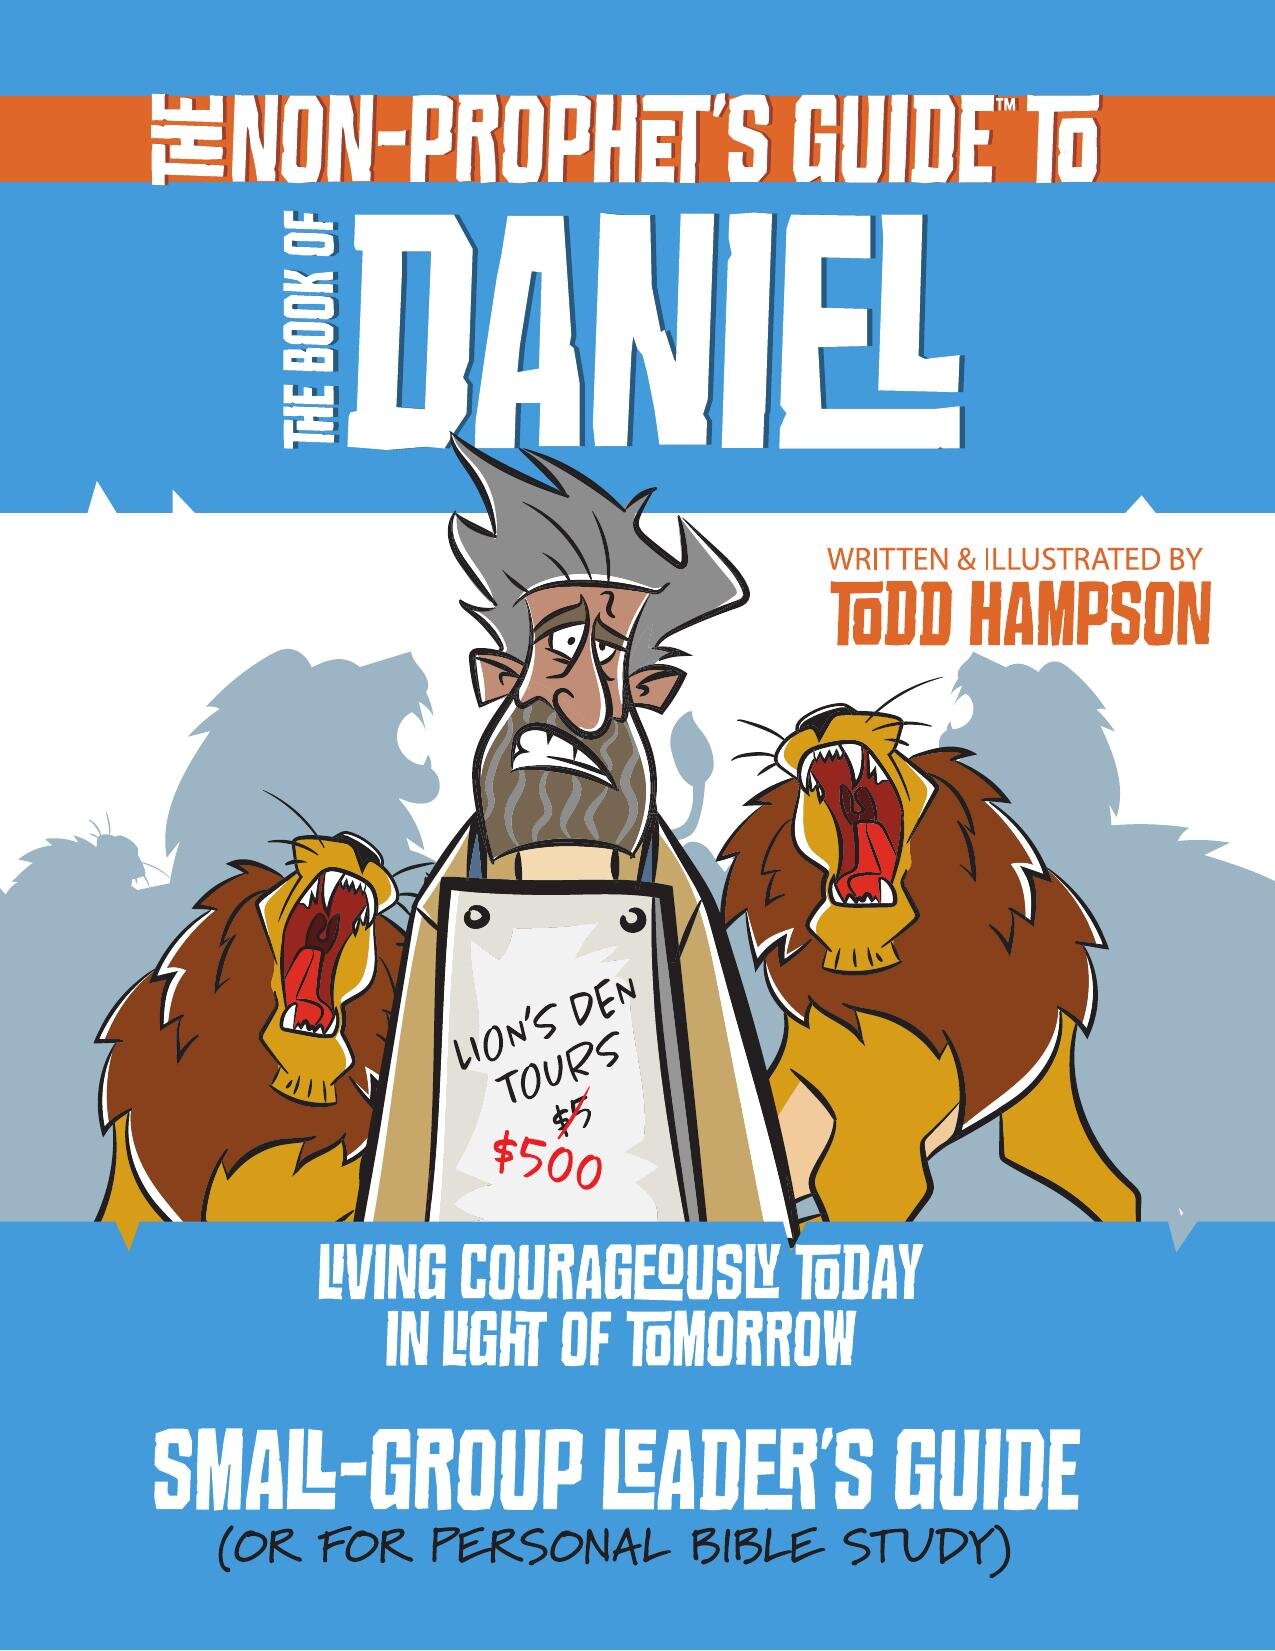 THE NON-PROPHET'S GUIDE™ TO
THE BOOK OF DANIEL
WRITTEN & ILLUSTRATED BY
TODD HAMPSON
LION'S DEN
TOURS
$5
$500
LIVING COURAGEOUSLY TODAY
IN LIGHT OF TOMORROW
SMALL-GROUP LEADER'S GUIDE
(OR FOR PERSONAL BIBLE STUDY)